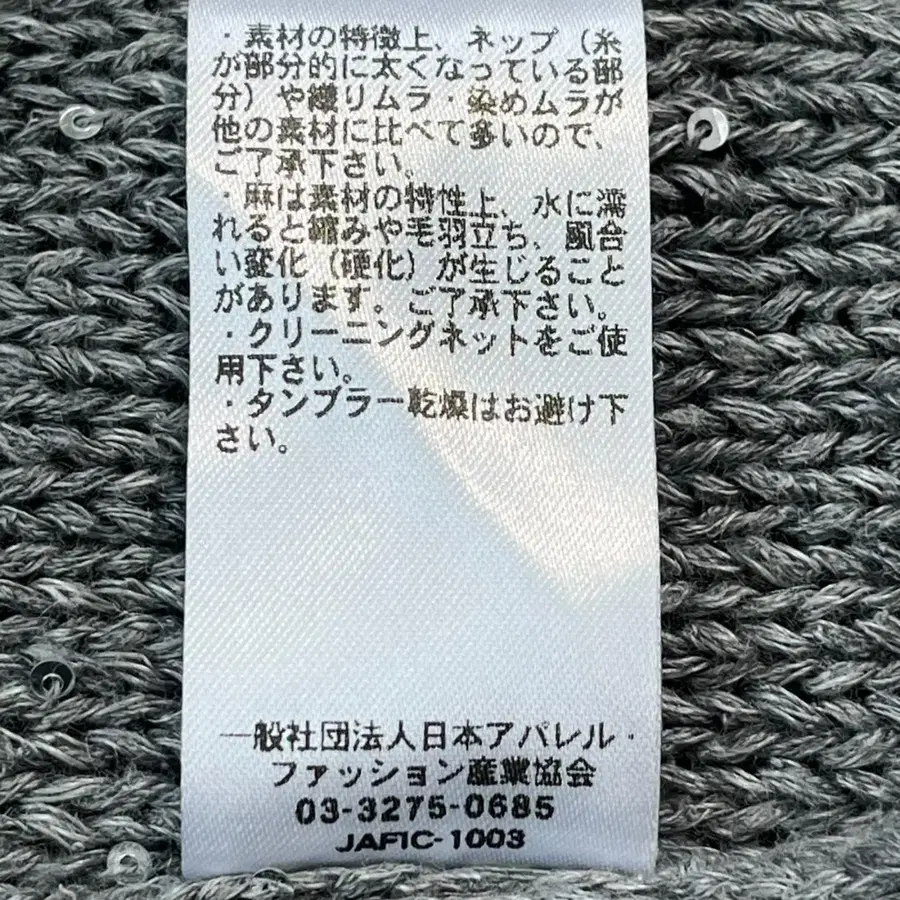 ・素材の特徴上、ネップ（糸
が部分的に太くなっている部
分）や織りムラ・染めムラが
他の素材に比べて多いので、
ご了承下さい。
・麻は素材の特性上、水に濡
れると縮みや毛羽立ち、風合
い変化（硬化）が生じること
があります。ご了承下さい。
・クリーニングネットをご使
用下さい。
・タンブラー乾燥はお避け下
さい。
一般社団法人日本アパレル・
ファッション産業協会
03-3275-0685
JAFIC-1003